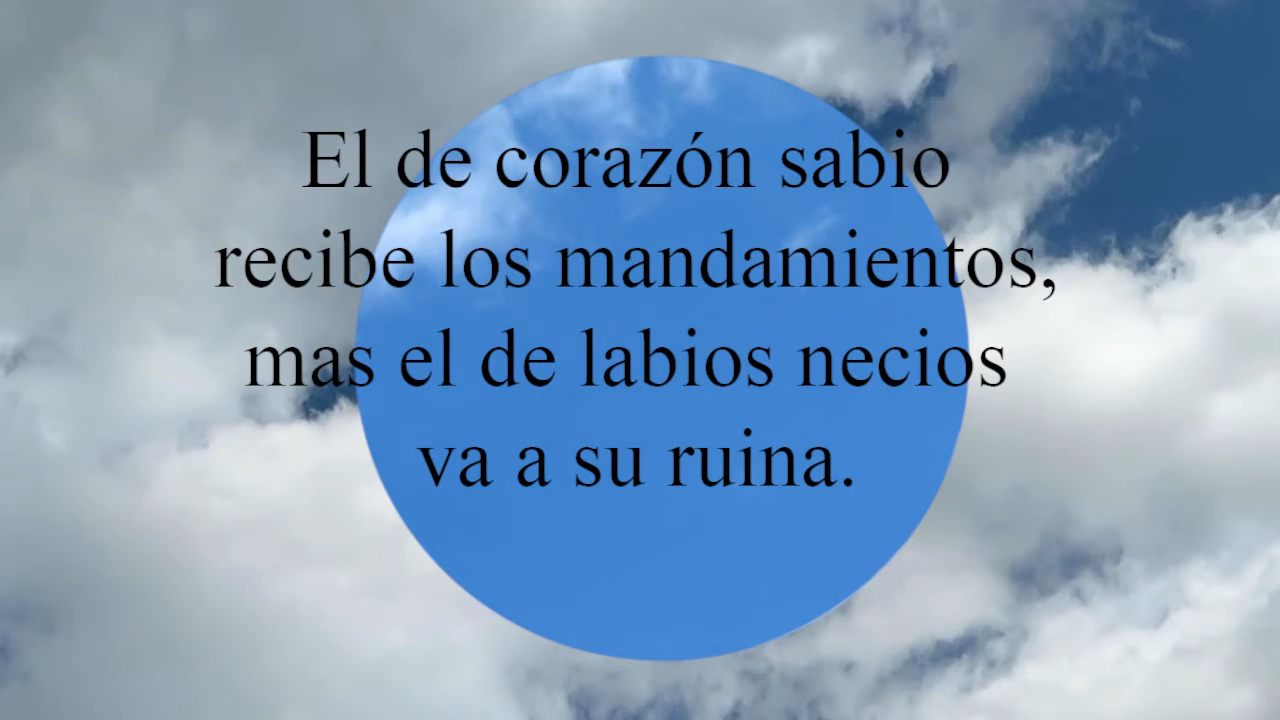 El de corazón sabio
recibe los mandamientos,
mas el de labios necios
va a su ruina.